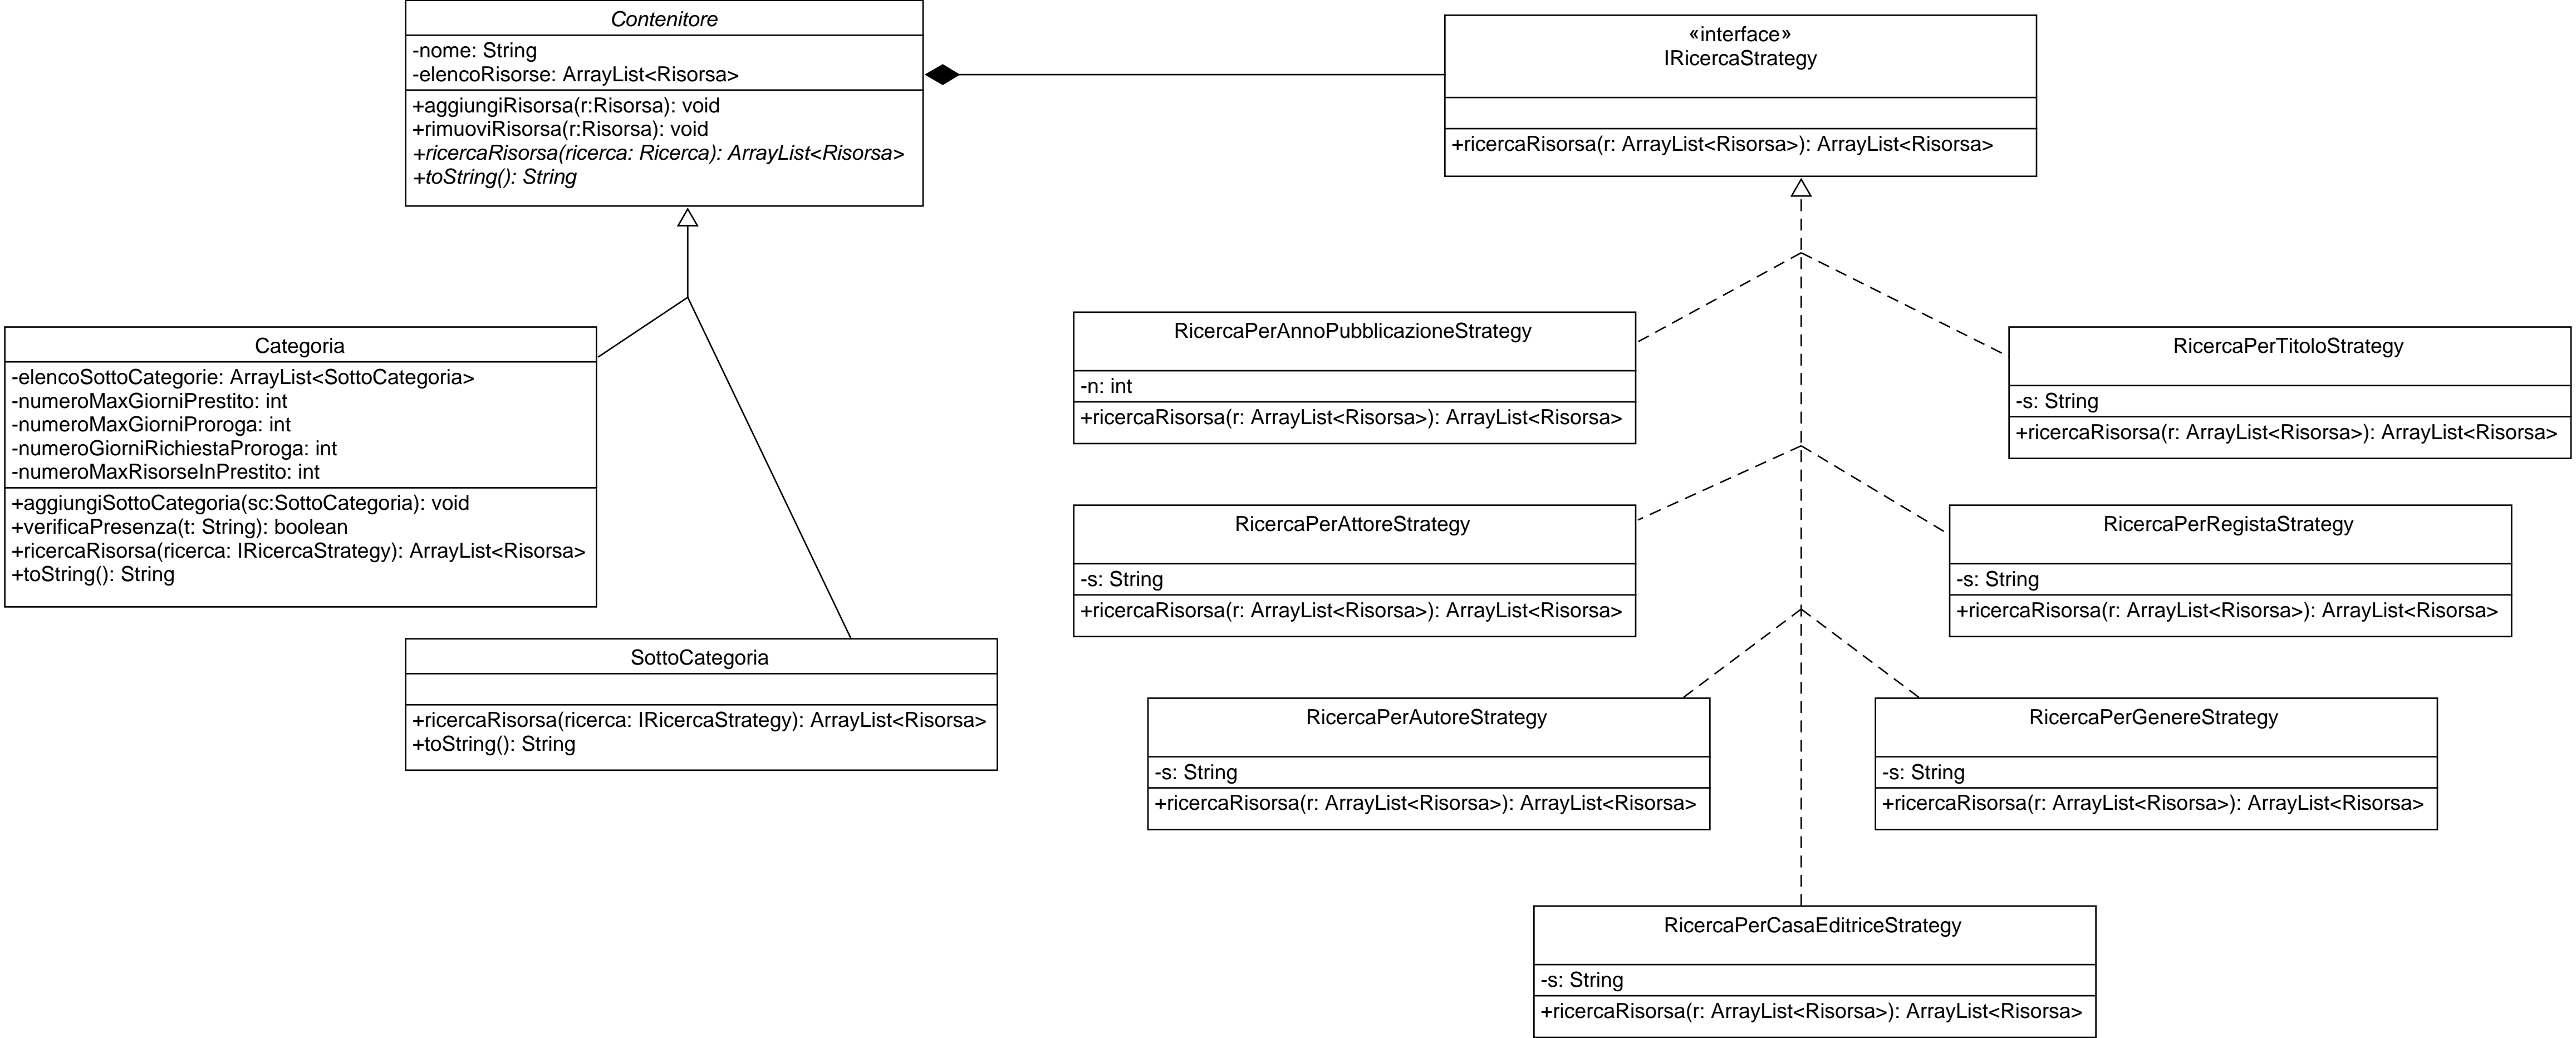 Contenitore
-nome: String
-elencoRisorse: ArrayList<Risorsa>
+aggiungiRisorsa(r:Risorsa): void
+rimuoviRisorsa(r:Risorsa): void
+ricercaRisorsa(ricerca: Ricerca): ArrayList<Risorsa>
+toString(): String
«interface»
IRicercaStrategy
+ricercaRisorsa(r: ArrayList<Risorsa>): ArrayList<Risorsa>
Categoria
-elencoSottoCategorie: ArrayList<SottoCategoria>
-numeroMaxGiorniPrestito: int
-numeroMaxGiorniProroga: int
-numeroGiorniRichiestaProroga: int
-numeroMaxRisorseInPrestito: int
+aggiungiSottoCategoria(sc:SottoCategoria): void
+verificaPresenza(t: String): boolean
+ricercaRisorsa(ricerca: IRicercaStrategy): ArrayList<Risorsa>
+toString(): String
SottoCategoria
+ricercaRisorsa(ricerca: IRicercaStrategy): ArrayList<Risorsa>
+toString(): String
RicercaPerAnnoPubblicazioneStrategy
-n: int
+ricercaRisorsa(r: ArrayList<Risorsa>): ArrayList<Risorsa>
RicercaPerTitoloStrategy
-s: String
+ricercaRisorsa(r: ArrayList<Risorsa>): ArrayList<Risorsa>
RicercaPerAttoreStrategy
-s: String
+ricercaRisorsa(r: ArrayList<Risorsa>): ArrayList<Risorsa>
RicercaPerRegistaStrategy
-s: String
+ricercaRisorsa(r: ArrayList<Risorsa>): ArrayList<Risorsa>
RicercaPerAutoreStrategy
-s: String
+ricercaRisorsa(r: ArrayList<Risorsa>): ArrayList<Risorsa>
RicercaPerGenereStrategy
-s: String
+ricercaRisorsa(r: ArrayList<Risorsa>): ArrayList<Risorsa>
RicercaPerCasaEditriceStrategy
-s: String
+ricercaRisorsa(r: ArrayList<Risorsa>): ArrayList<Risorsa>